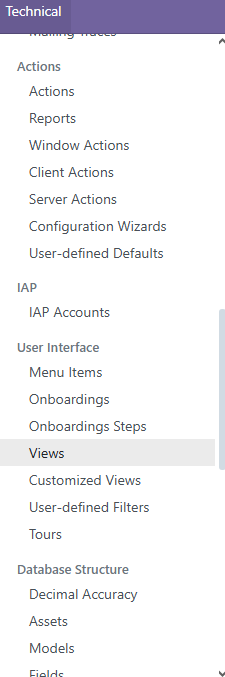 Technical
Mailing Traces
Actions
Actions
Reports
Window Actions
Client Actions
Server Actions
Configuration Wizards
User-defined Defaults
IAP
IAP Accounts
User Interface
Menu Items
Onboardings
Onboardings Steps
Views
Customized Views
User-defined Filters
Tours
Database Structure
Decimal Accuracy
Assets
Models
Fields